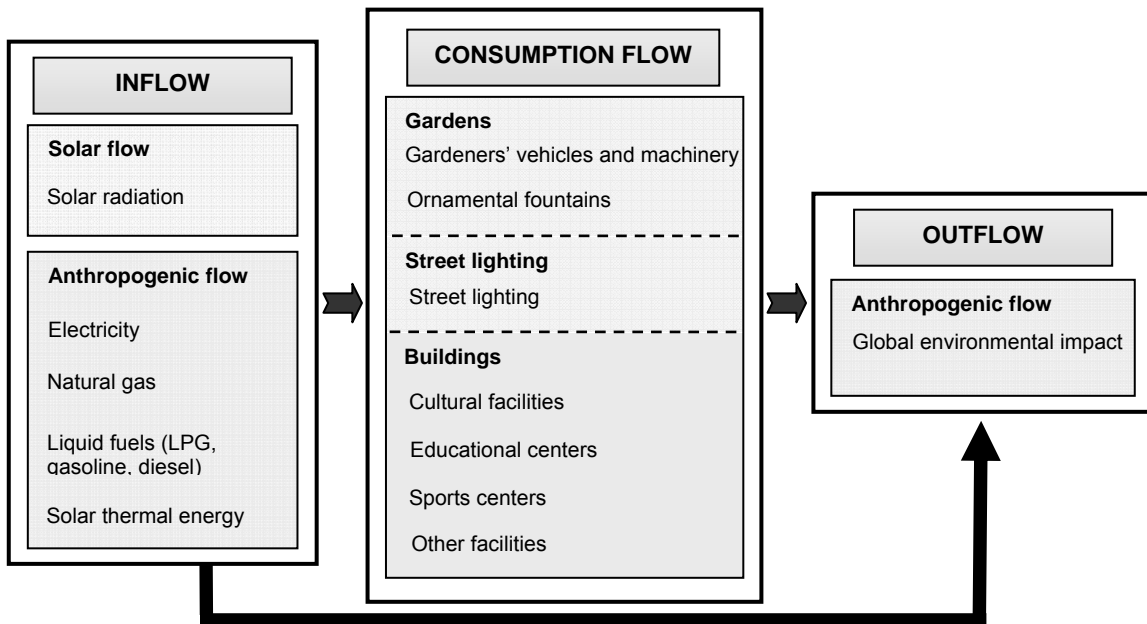 INFLOW
Solar flow
Solar radiation
Anthropogenic flow
Electricity
Natural gas
Liquid fuels (LPG,
gasoline, diesel)
Solar thermal energy
CONSUMPTION FLOW
Gardens
Gardeners’ vehicles and machinery
Ornamental fountains
Street lighting
Street lighting
Buildings
Cultural facilities
Educational centers
Sports centers
Other facilities
OUTFLOW
Anthropogenic flow
Global environmental impact